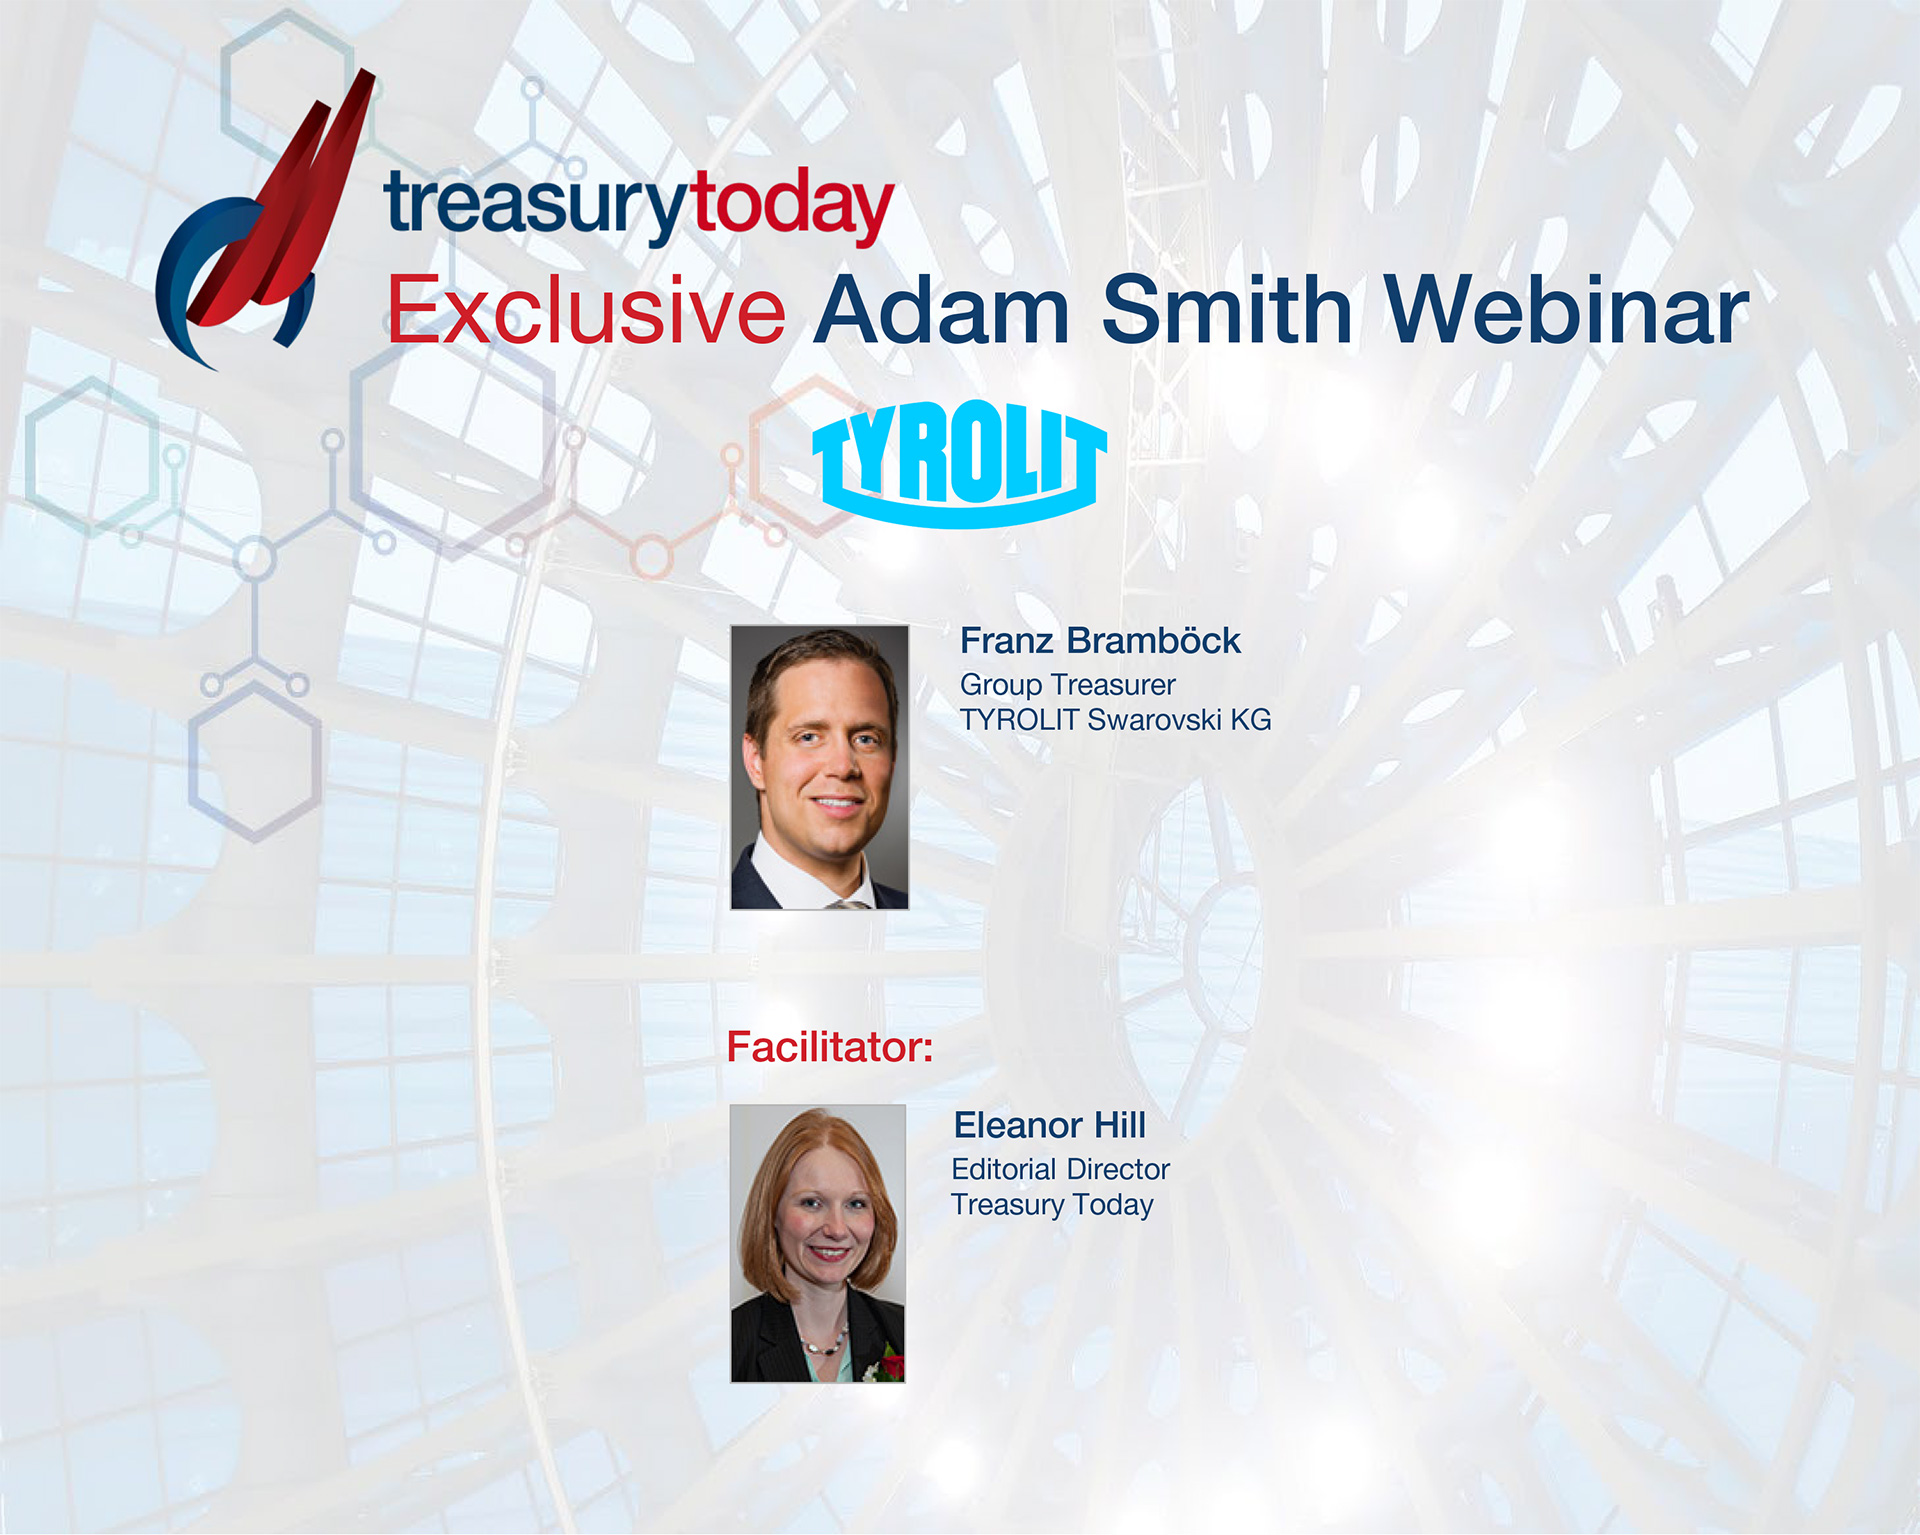 treasurytoday
Exclusive Adam Smith Webinar
TYROLIT
Franz Bramböck
Group Treasurer
TYROLIT Swarovski KG
Facilitator:
Eleanor Hill
Editorial Director
Treasury Today